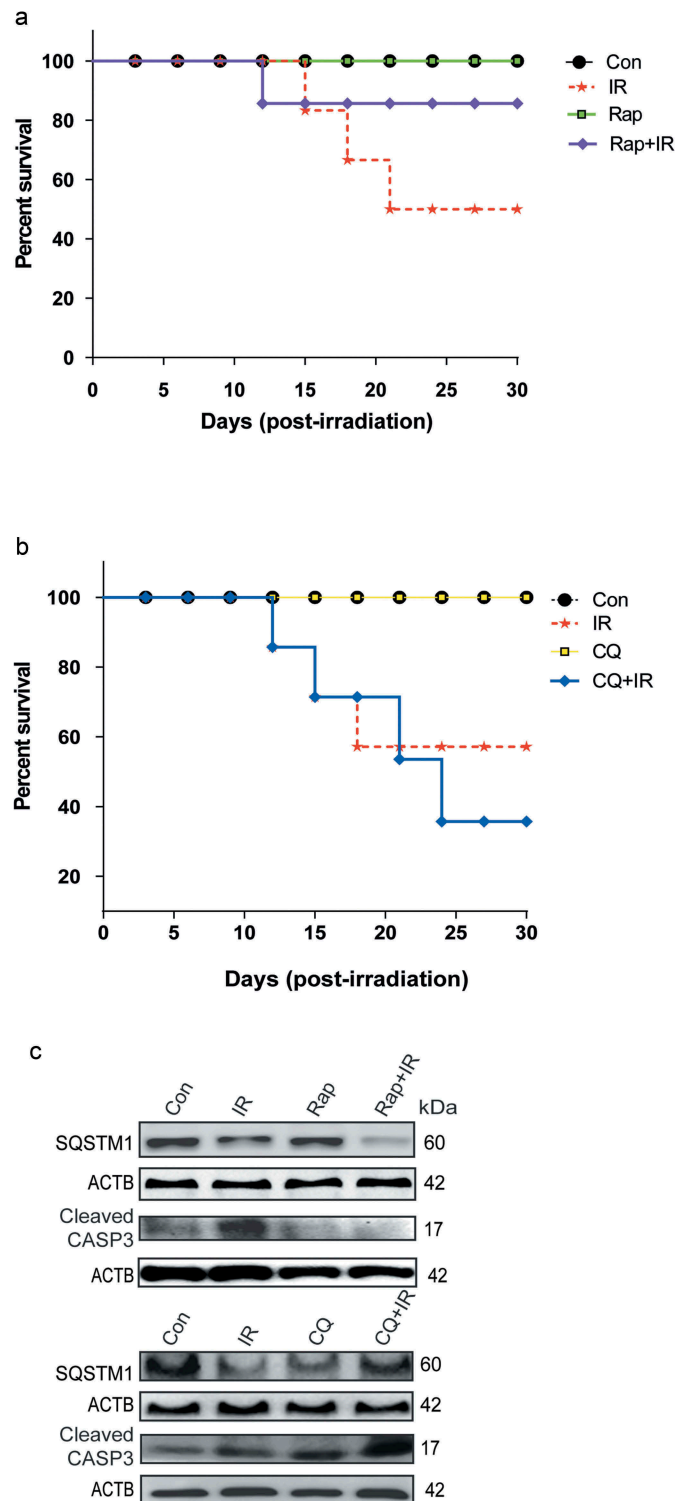 a
100
80
60
40
20
0
Percent survival
0 5 10 15 20 25 30
Days (post-irradiation)
Con
IR
Rap
Rap+IR
b
100
80
60
40
20
Percent survival
0 5 10 15 20 25 30
Days (post-irradiation)
Con
IR
CQ
CQ+IR
c
Con IR Rap Rap+IR kDa
SQSTM1 60
ACTB 42
Cleaved
CASP3 17
ACTB 42
Con IR CQ CQ+IR
SQSTM1 60
ACTB 42
Cleaved
CASP3 17
ACTB 42